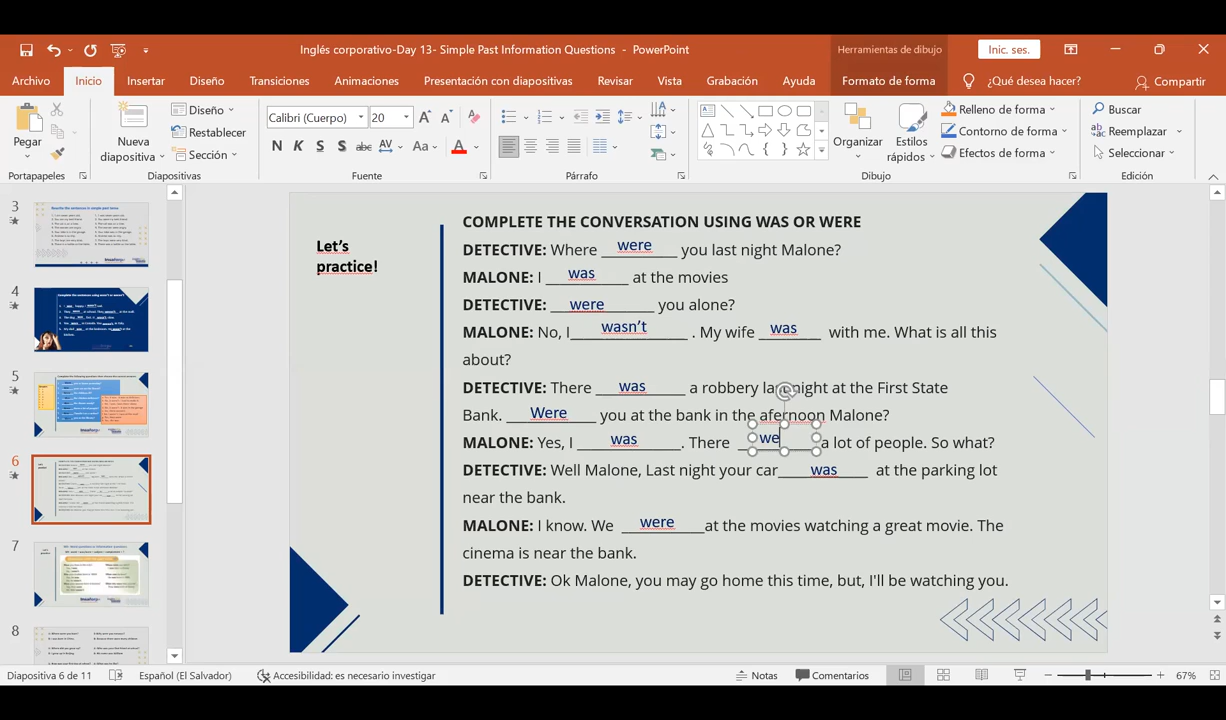 Inglés corporativo-Day 13- Simple Past Information Questions - PowerPoint
Herramientas de dibujo
Inic. ses.
Archivo Inicio Insertar Diseño Transiciones Animaciones Presentación con diapositivas Revisar Vista Grabación Ayuda Formato de forma ¿Qué desea hacer? Compartir
Pegar
Nueva diapositiva
Diseño
Restablecer
Sección
Calibri (Cuerpo) 20
N K S S abc AV Aa A
Organizar
Estilos rápidos
Relleno de forma
Contorno de forma
Efectos de forma
Buscar
Reemplazar
Seleccionar
Portapapeles Diapositivas Fuente Párrafo Dibujo Edición
3
4
5
6
7
8
Let's
practice!
COMPLETE THE CONVERSATION USING WAS OR WERE
DETECTIVE: Where were you last night Malone?
MALONE: I was at the movies
DETECTIVE: were you alone?
MALONE: No, I wasn't . My wife was with me. What is all this
about?
DETECTIVE: There was a robbery last night at the First State
Bank. Were you at the bank in the afernoon Malone?
MALONE: Yes, I was . There we a lot of people. So what?
DETECTIVE: Well Malone, Last night your car was at the parking lot
near the bank.
MALONE: I know. We were at the movies watching a great movie. The
cinema is near the bank.
DETECTIVE: Ok Malone, you may go home this time, but, I'll be watching you.
Diapositiva 6 de 11 Español (El Salvador) Accesibilidad: es necesario investigar Notas Comentarios 67%